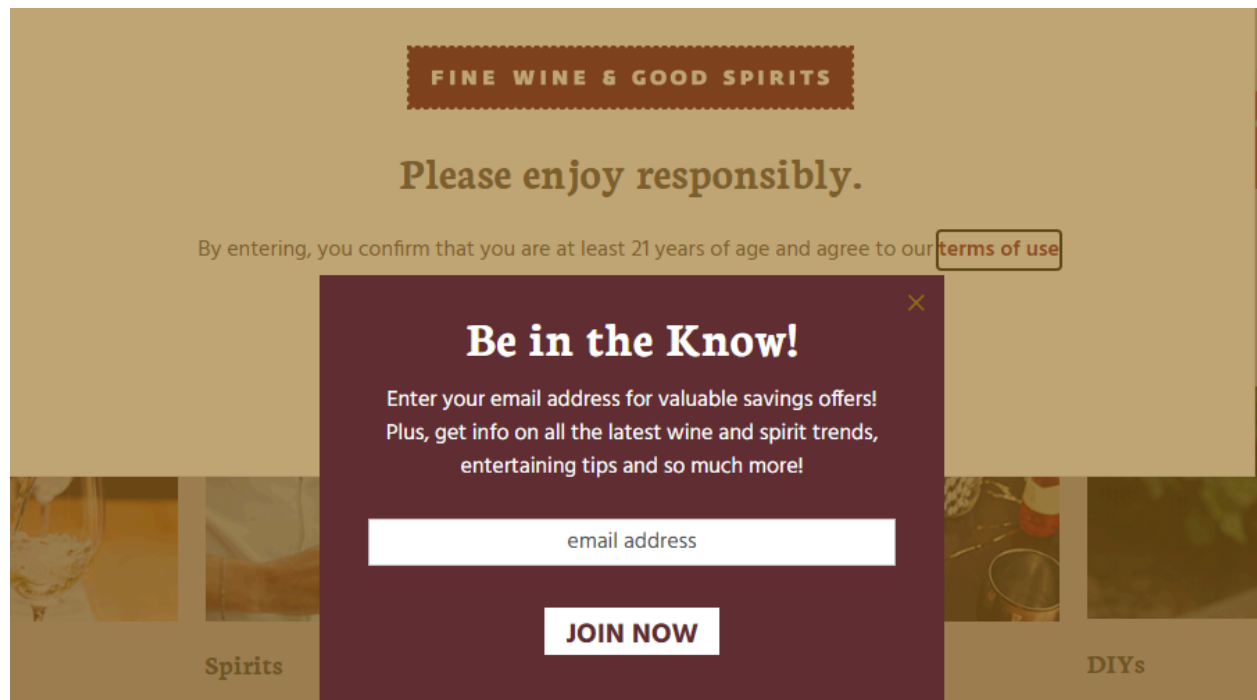 FINE WINE & GOOD SPIRITS
Please enjoy responsibly.
By entering, you confirm that you are at least 21 years of age and agree to our terms of use
Be in the Know!
Enter your email address for valuable savings offers!
Plus, get info on all the latest wine and spirit trends,
entertaining tips and so much more!
email address
JOIN NOW
Spirits
DIYs